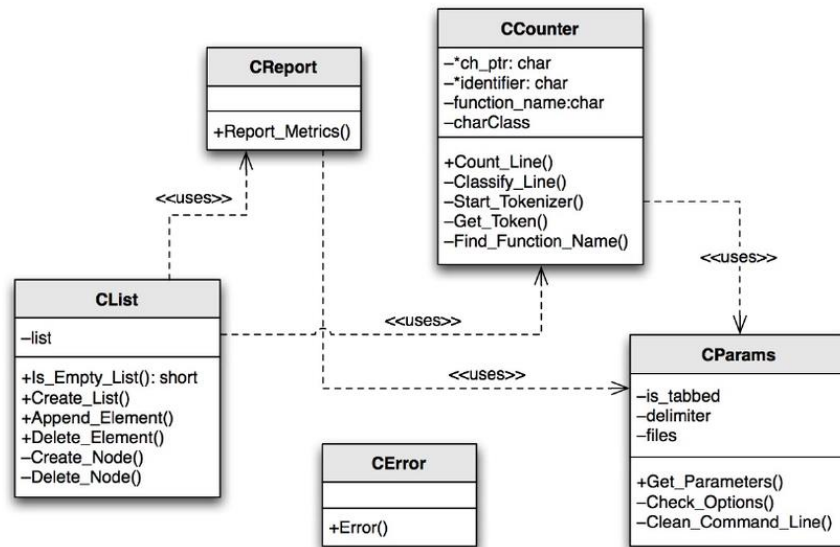 CReport
+Report_Metrics()
CCounter
–*ch_ptr: char
–*identifier: char
–function_name:char
–charClass
+Count_Line()
–Classify_Line()
–Start_Tokenizer()
–Get_Token()
–Find_Function_Name()
<<uses>>
<<uses>>
CList
–list
+Is_Empty_List(): short
+Create_List()
+Append_Element()
+Delete_Element()
–Create_Node()
–Delete_Node()
<<uses>>
<<uses>>
CParams
–is_tabbed
–delimiter
–files
+Get_Parameters()
–Check_Options()
–Clean_Command_Line()
CError
+Error()